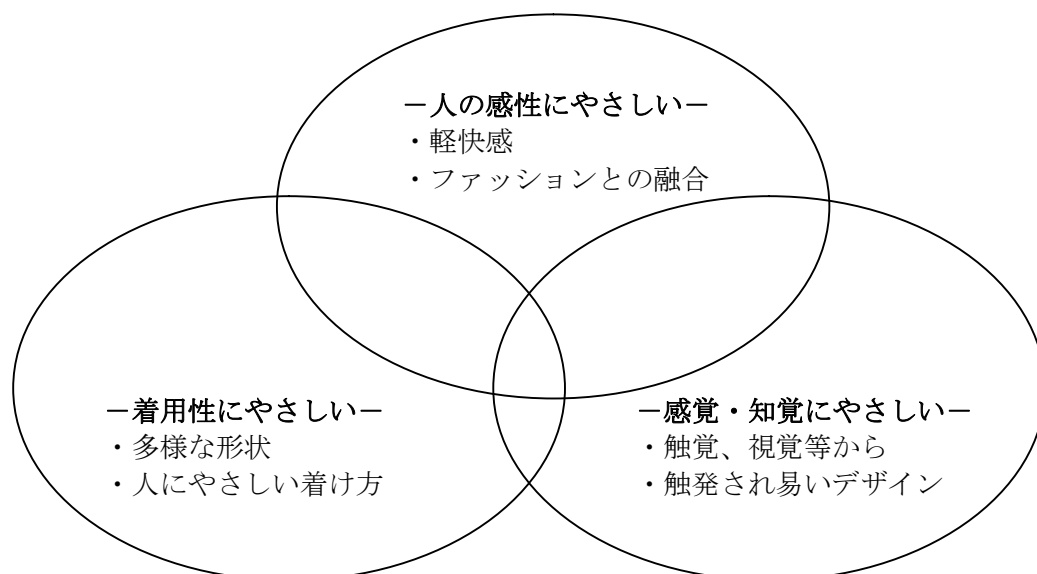 －人の感性にやさしい－
・軽快感
・ファッションとの融合
－着用性にやさしい－
・多様な形状
・人にやさしい着け方
－感覚・知覚にやさしい－
・触覚、視覚等から
・触発され易いデザイン